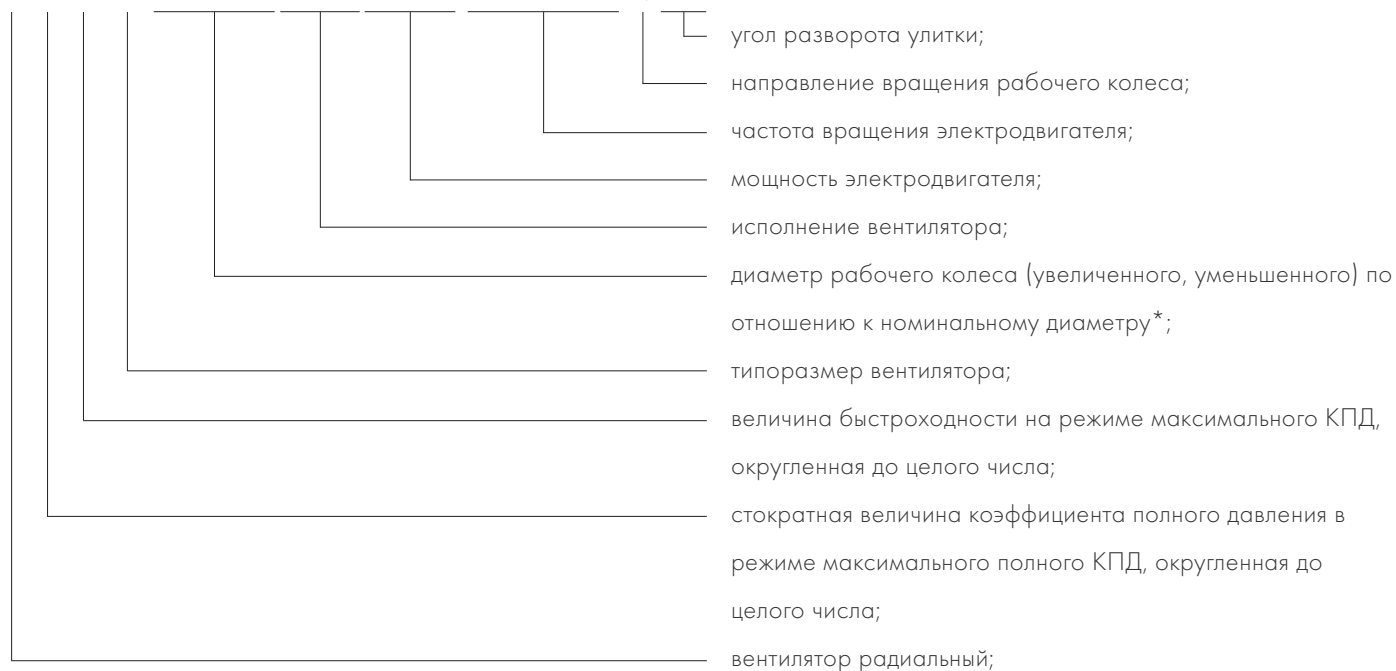 угол разворота улитки;
направление вращения рабочего колеса;
частота вращения электродвигателя;
мощность электродвигателя;
исполнение вентилятора;
диаметр рабочего колеса (увеличенного, уменьшенного) по
отношению к номинальному диаметру*;
типоразмер вентилятора;
величина быстроходности на режиме максимального КПД,
округленная до целого числа;
стократная величина коэффициента полного давления в
режиме максимального полного КПД, округленная до
целого числа;
вентилятор радиальный;